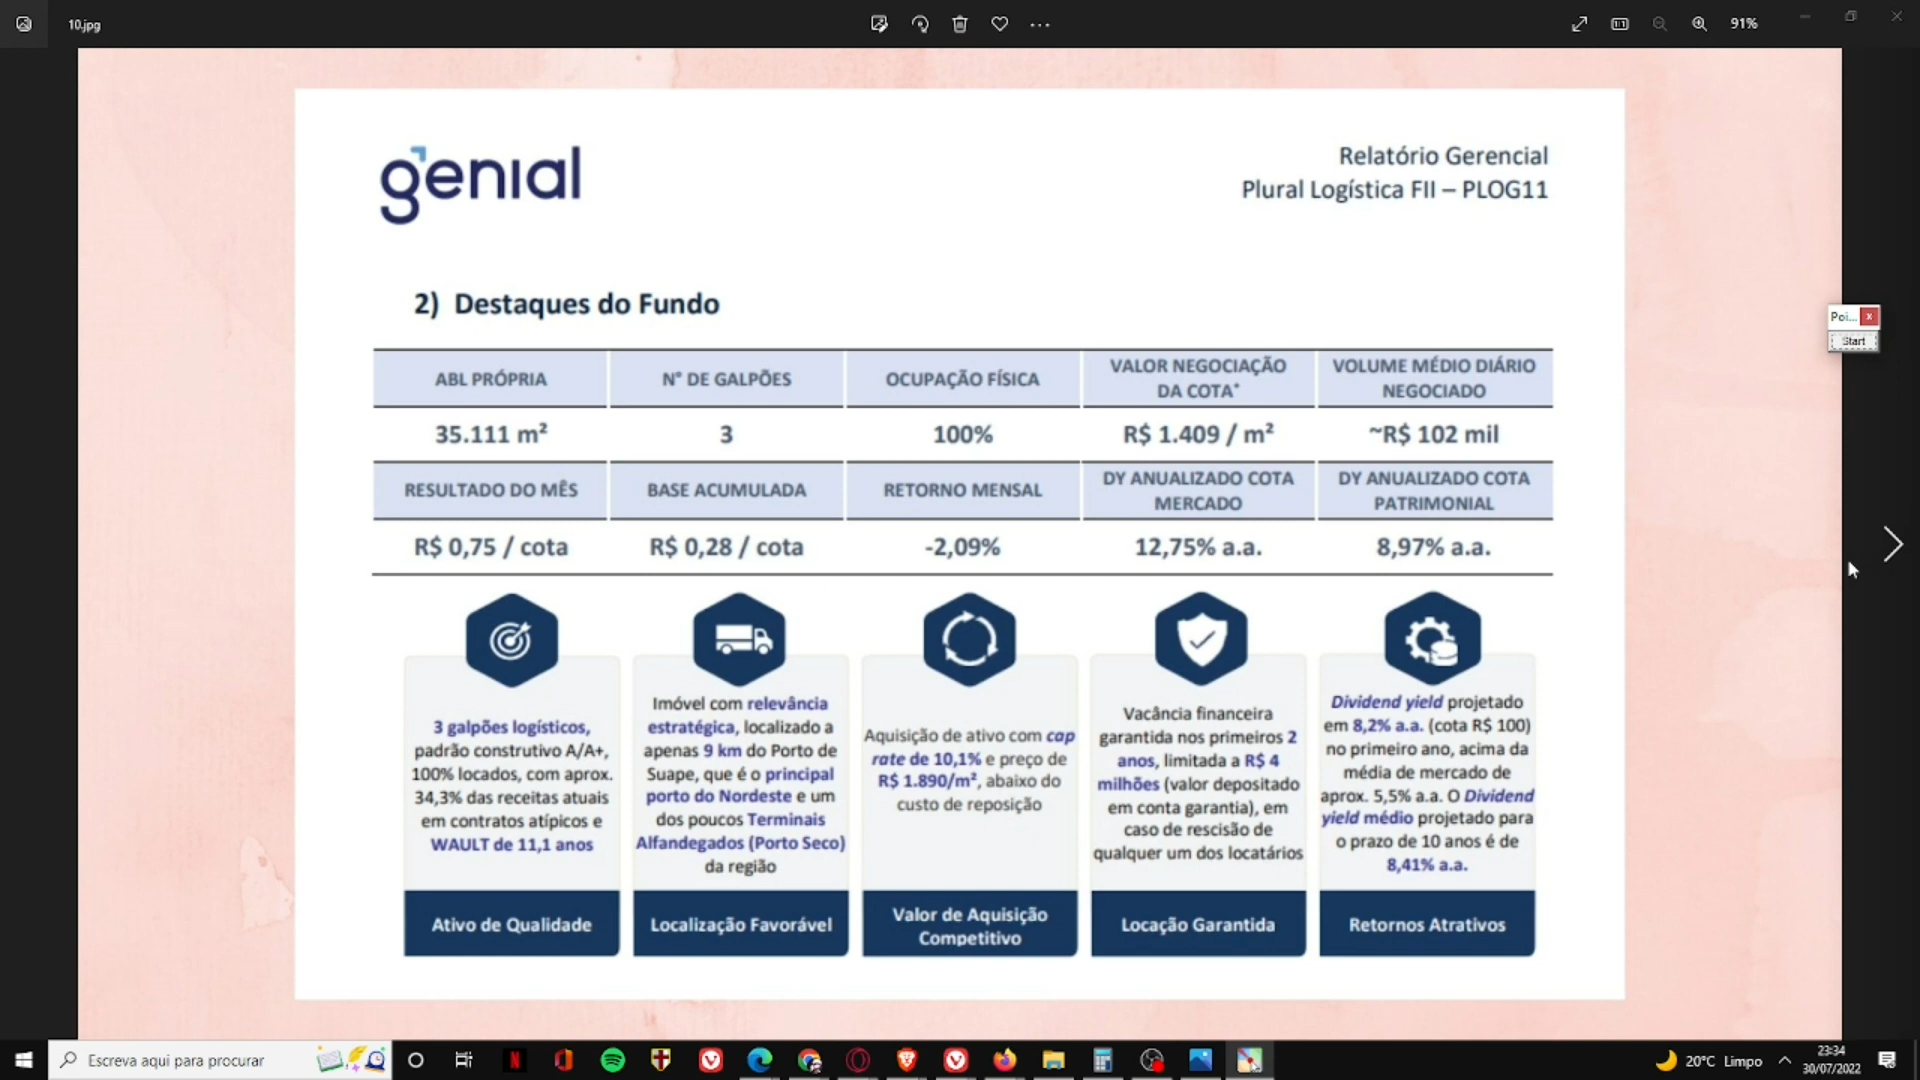 10.jpg
91%
genial
Relatório Gerencial
Plural Logística FII – PLOG11
2) Destaques do Fundo
ABL PRÓPRIA
N° DE GALPÕES
OCUPAÇÃO FÍSICA
VALOR NEGOCIAÇÃO
DA COTA*
VOLUME MÉDIO DIÁRIO
NEGOCIADO
35.111 m²
3
100%
R$ 1.409 / m²
~R$ 102 mil
RESULTADO DO MÊS
BASE ACUMULADA
RETORNO MENSAL
DY ANUALIZADO COTA
MERCADO
DY ANUALIZADO COTA
PATRIMONIAL
R$ 0,75 / cota
R$ 0,28 / cota
-2,09%
12,75% a.a.
8,97% a.a.
3 galpões logísticos,
padrão construtivo A/A+,
100% locados, com aprox.
34,3% das receitas atuais
em contratos atípicos e
WAULT de 11,1 anos
Ativo de Qualidade
Imóvel com relevância
estratégica, localizado a
apenas 9 km do Porto de
Suape, que é o principal
porto do Nordeste e um
dos poucos Terminais
Alfandegados (Porto Seco)
da região
Localização Favorável
Aquisição de ativo com cap
rate de 10,1% e preço de
R$ 1.890/m², abaixo do
custo de reposição
Valor de Aquisição
Competitivo
Vacância financeira
garantida nos primeiros 2
anos, limitada a R$ 4
milhões (valor depositado
em conta garantia), em
caso de rescisão de
qualquer um dos locatários
Locação Garantida
Dividend yield projetado
em 8,2% a.a. (cota R$ 100)
no primeiro ano, acima da
média de mercado de
aprox. 5,5% a.a. O Dividend
yield médio projetado para
o prazo de 10 anos é de
8,41% a.a.
Retornos Atrativos
Poi... x
Start
Escreva aqui para procurar
20°C Limpo
23:34
30/07/2022